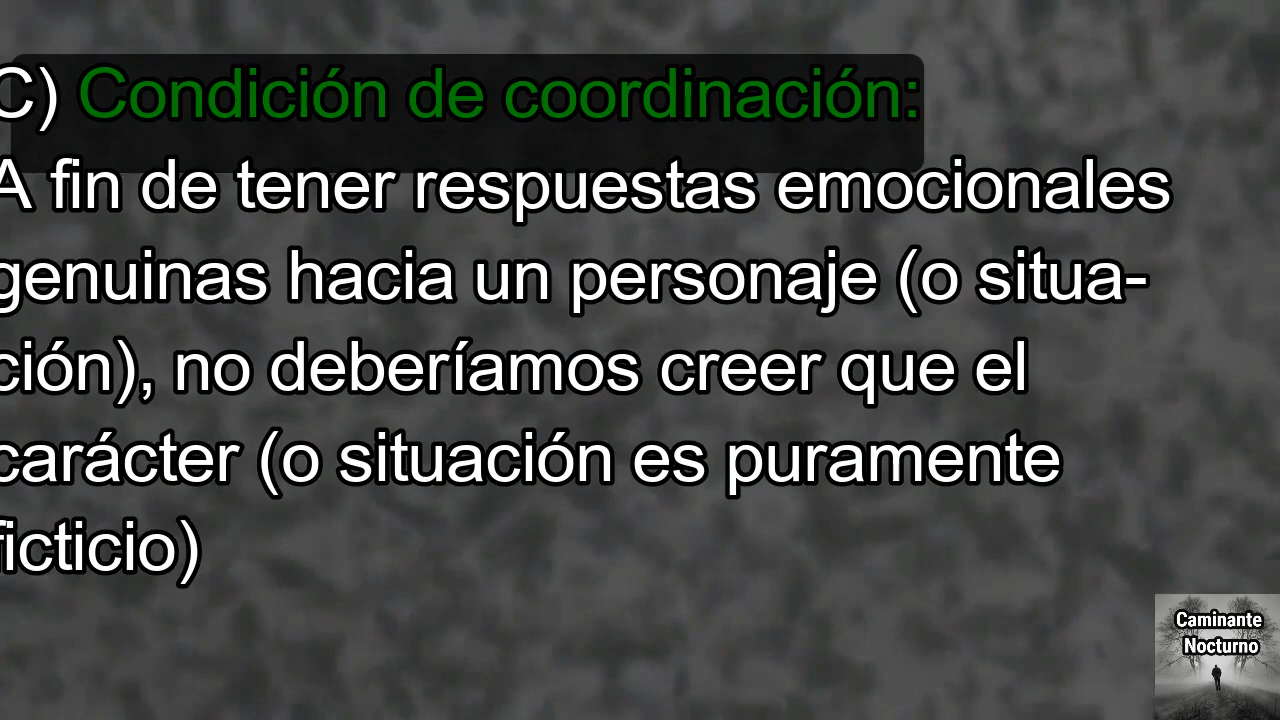 C) Condición de coordinación:
A fin de tener respuestas emocionales
genuinas hacia un personaje (o situa-
ción), no deberíamos creer que el
carácter (o situación es puramente
ficticio)
Caminante
Nocturno